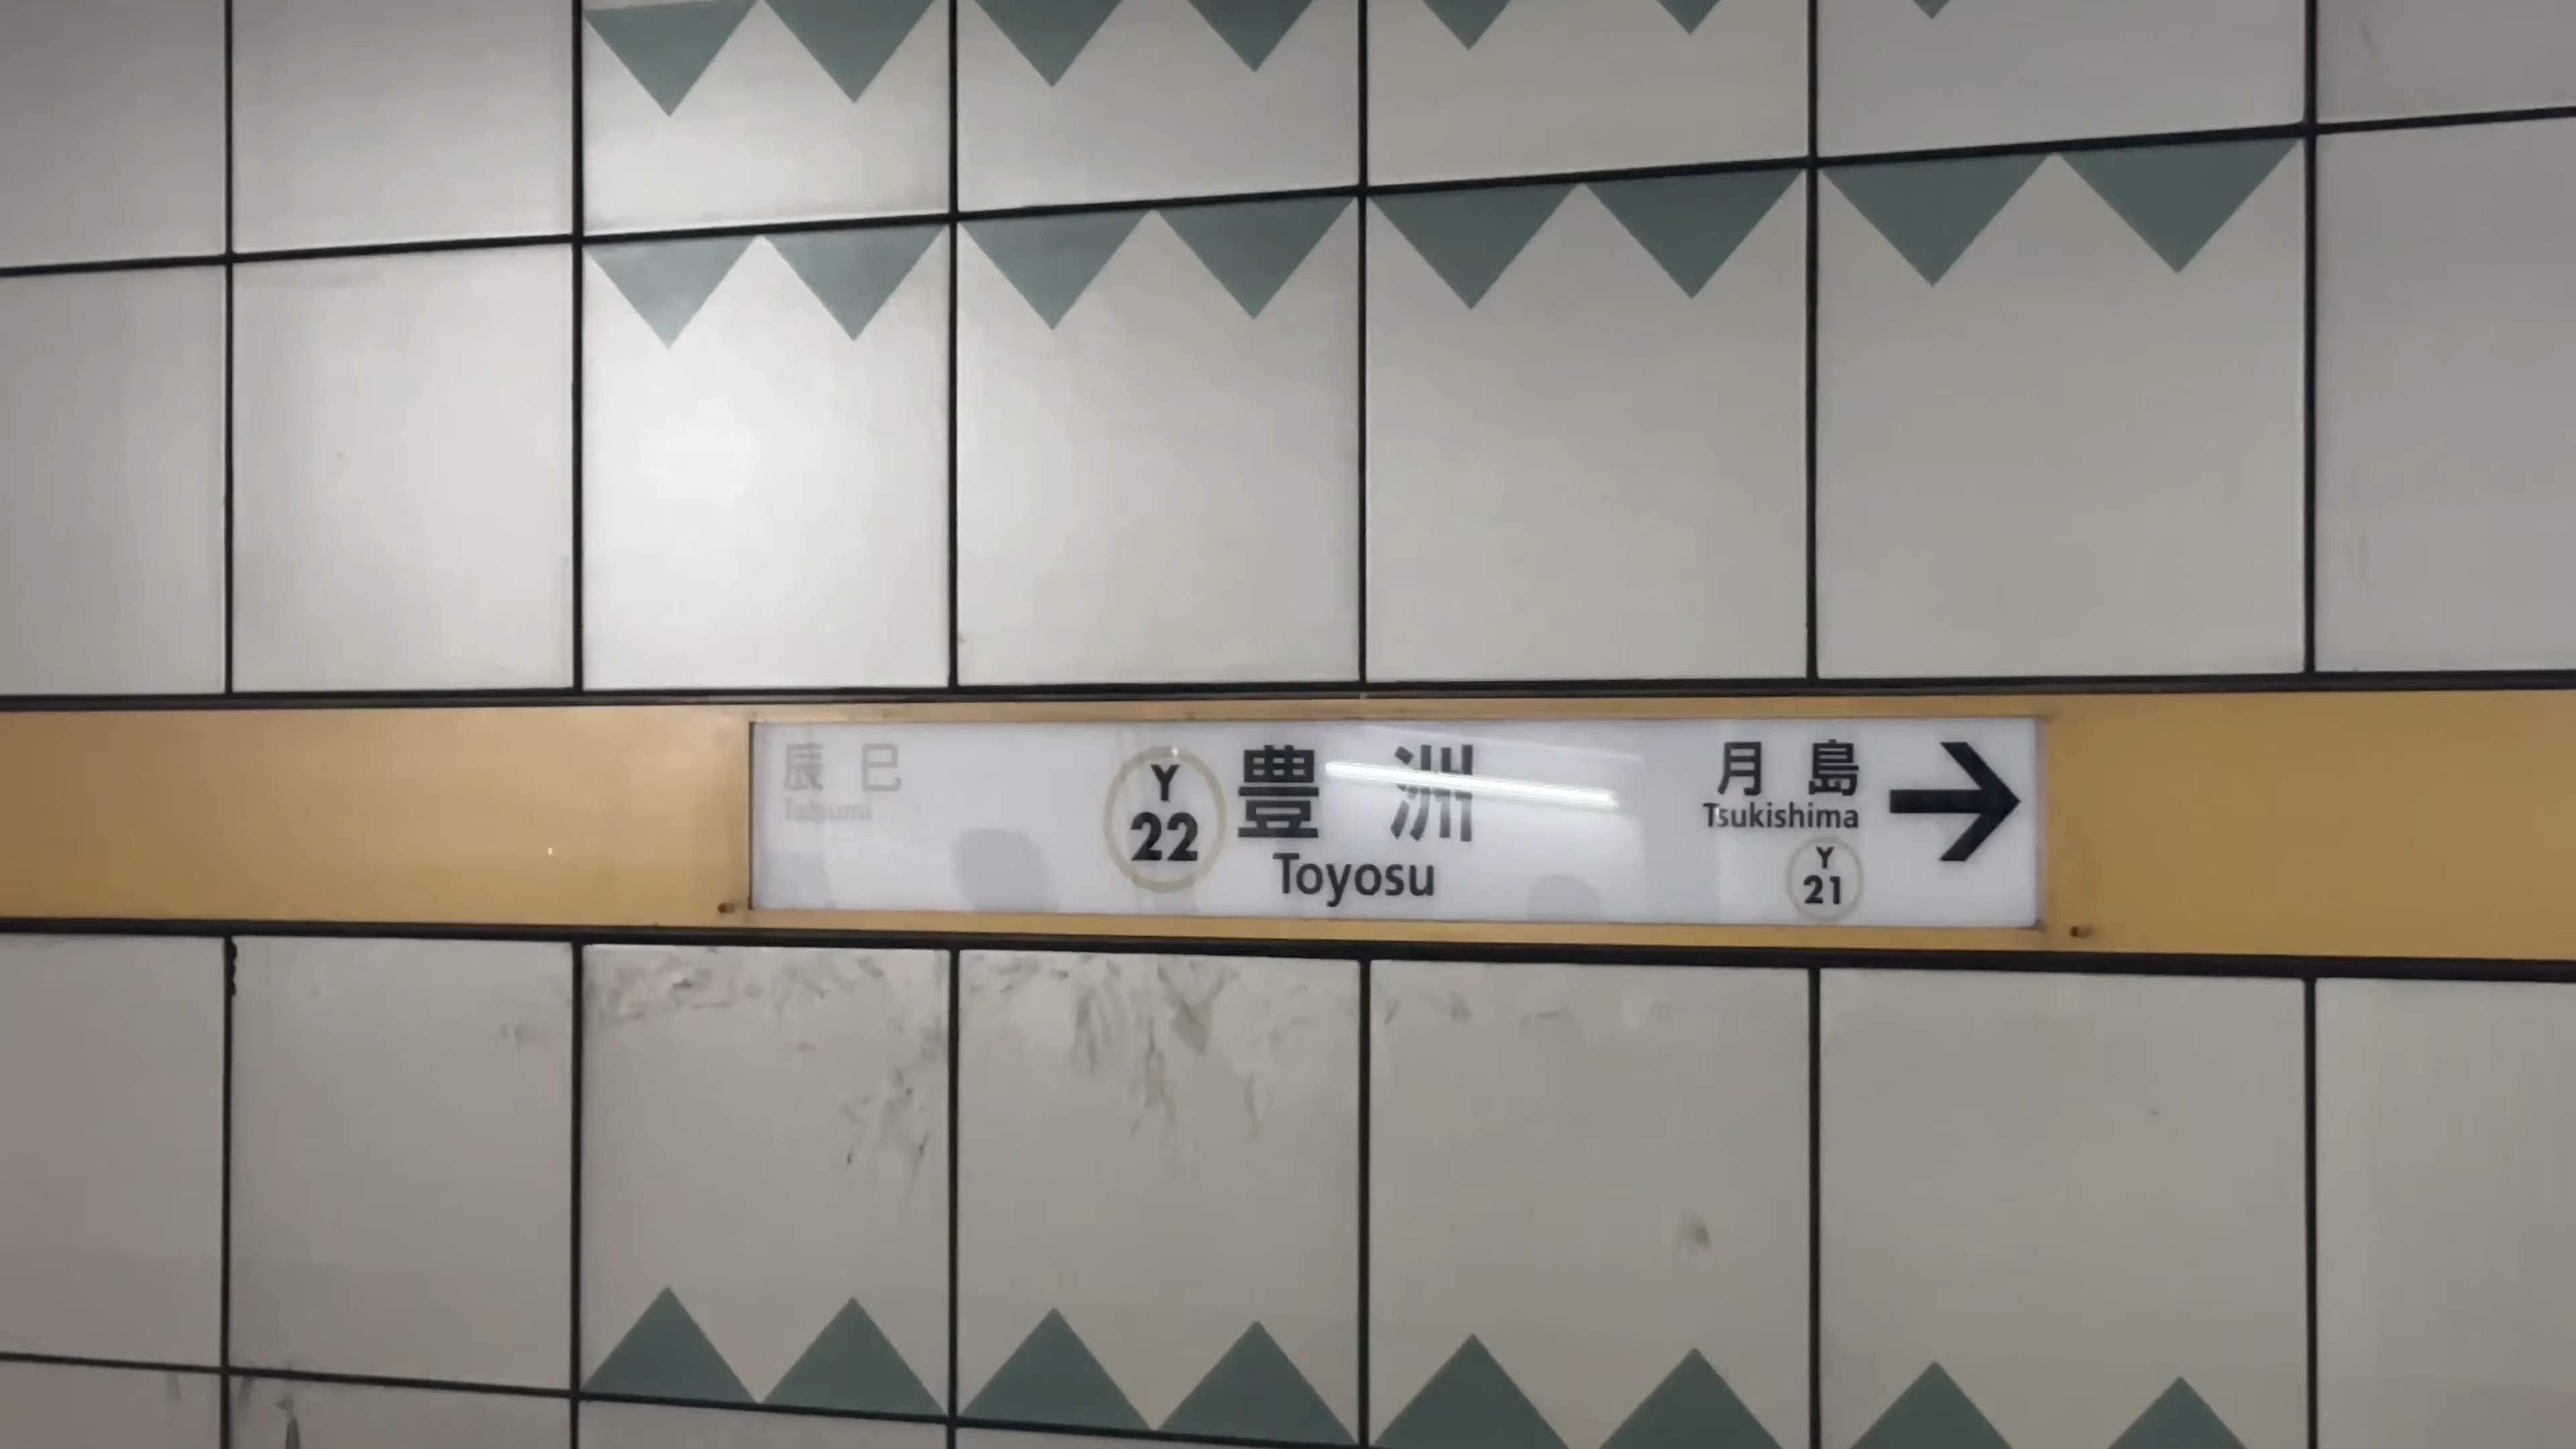 辰巳
Tatsumi
Y
22
豊洲
Toyosu
月島
Tsukishima
Y
21